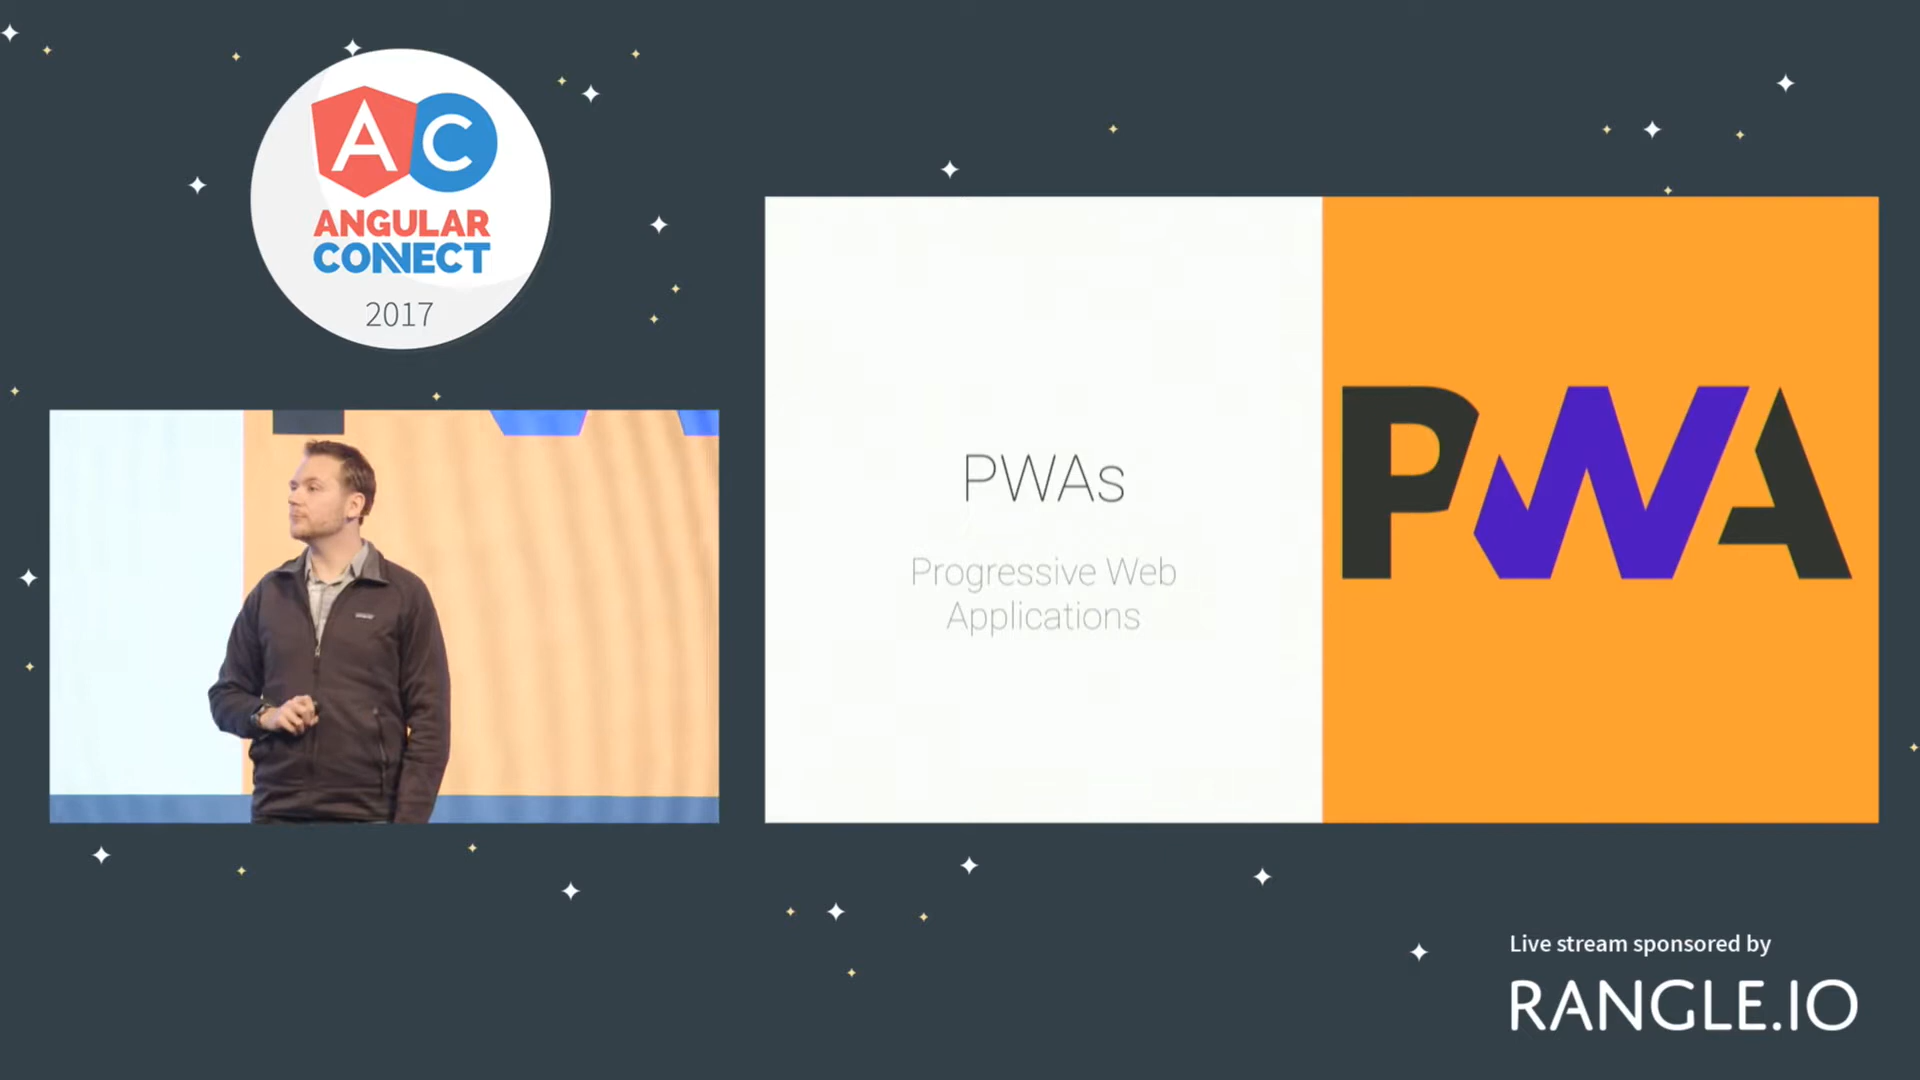 AC
ANGULAR
CONNECT
2017
PWAs
Progressive Web
Applications
PWA
Live stream sponsored by
RANGLE.IO